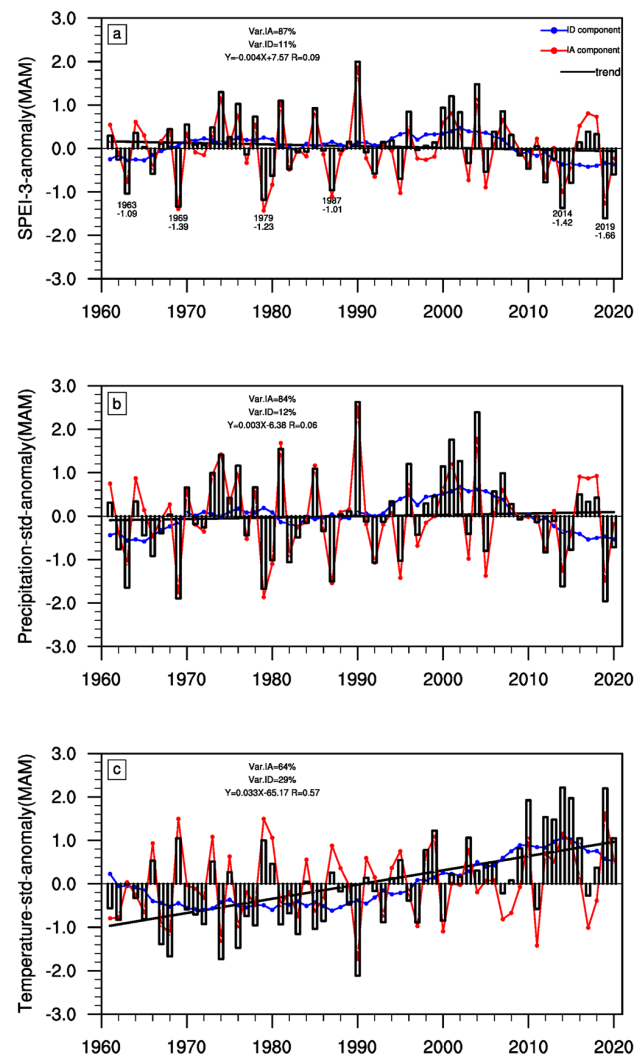 a
Var.IA=87%
Var.ID=11%
Y=-0.004X+7.57 R=0.09
ID component
IA component
trend
SPEI-3-anomaly(MAM)
3.0
2.0
1.0
0.0
-1.0
-2.0
-3.0
1963
-1.09
1969
-1.39
1979
-1.23
1987
-1.01
2014
-1.42
2019
-1.66
1960 1970 1980 1990 2000 2010 2020
b
Var.IA=84%
Var.ID=12%
Y=0.003X-6.38 R=0.06
Precipitation-std-anomaly(MAM)
3.0
2.0
1.0
0.0
-1.0
-2.0
-3.0
1960 1970 1980 1990 2000 2010 2020
c
Var.IA=64%
Var.ID=29%
Y=0.033X-65.17 R=0.57
Temperature-std-anomaly(MAM)
3.0
2.0
1.0
0.0
-1.0
-2.0
-3.0
1960 1970 1980 1990 2000 2010 2020